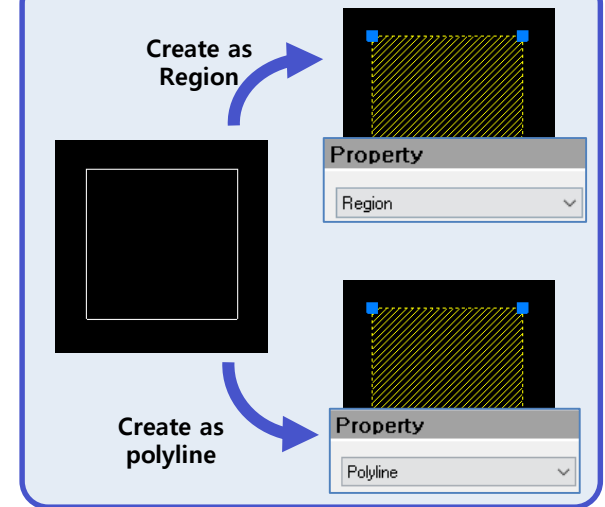 Create as
Region
Property
Region
Create as
polyline
Property
Polyline